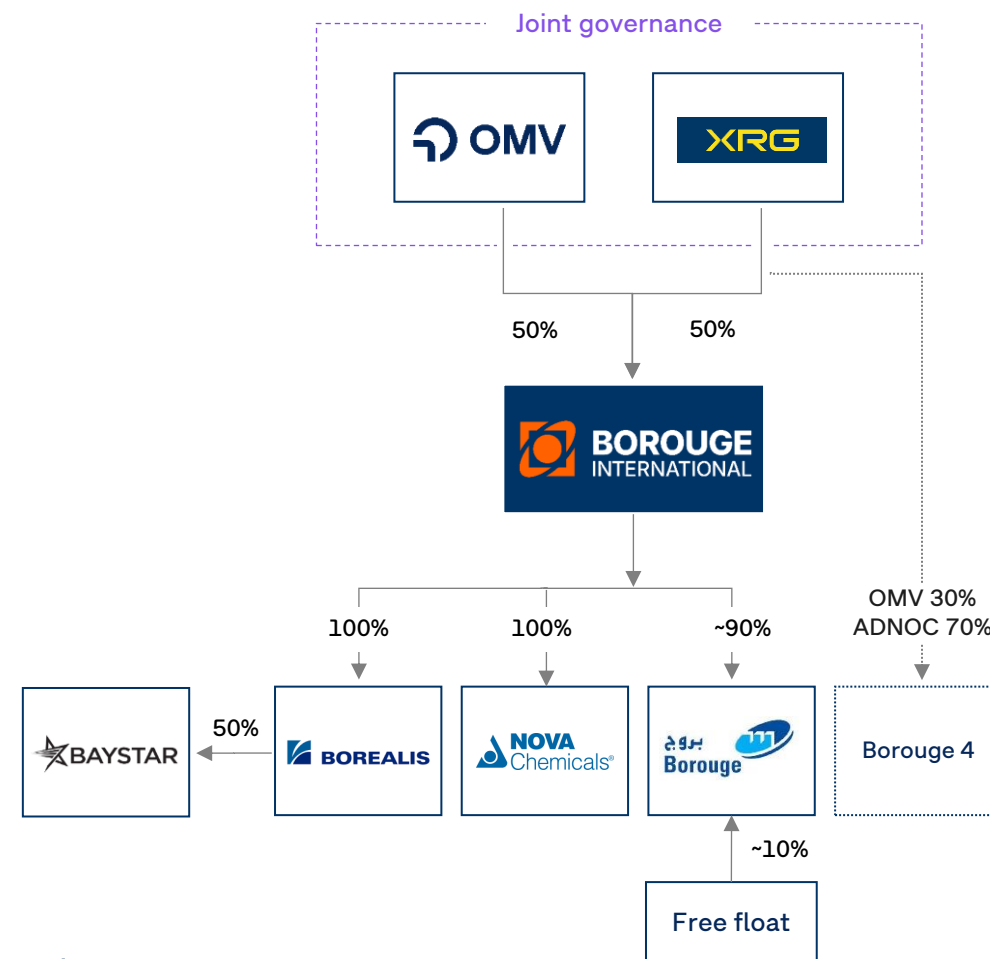 Joint governance
OMV
XRG
50%
50%
BOROUGE
INTERNATIONAL
OMV 30%
ADNOC 70%
100%
100%
~90%
BAYSTAR
50%
BOREALIS
NOVA
Chemicals®
بروج
Borouge
Borouge 4
~10%
Free float